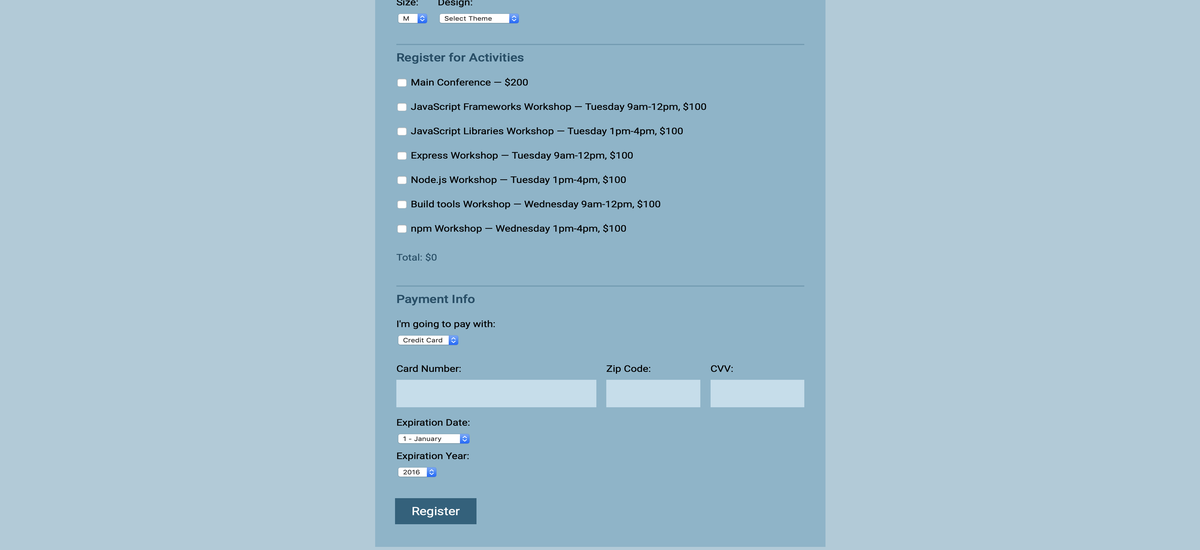 Size: Design:
M Select Theme
Register for Activities
Main Conference — $200
JavaScript Frameworks Workshop — Tuesday 9am-12pm, $100
JavaScript Libraries Workshop — Tuesday 1pm-4pm, $100
Express Workshop — Tuesday 9am-12pm, $100
Node.js Workshop — Tuesday 1pm-4pm, $100
Build tools Workshop — Wednesday 9am-12pm, $100
npm Workshop — Wednesday 1pm-4pm, $100
Total: $0
Payment Info
I'm going to pay with:
Credit Card
Card Number: Zip Code: CVV:
Expiration Date:
1 - January
Expiration Year:
2016
Register